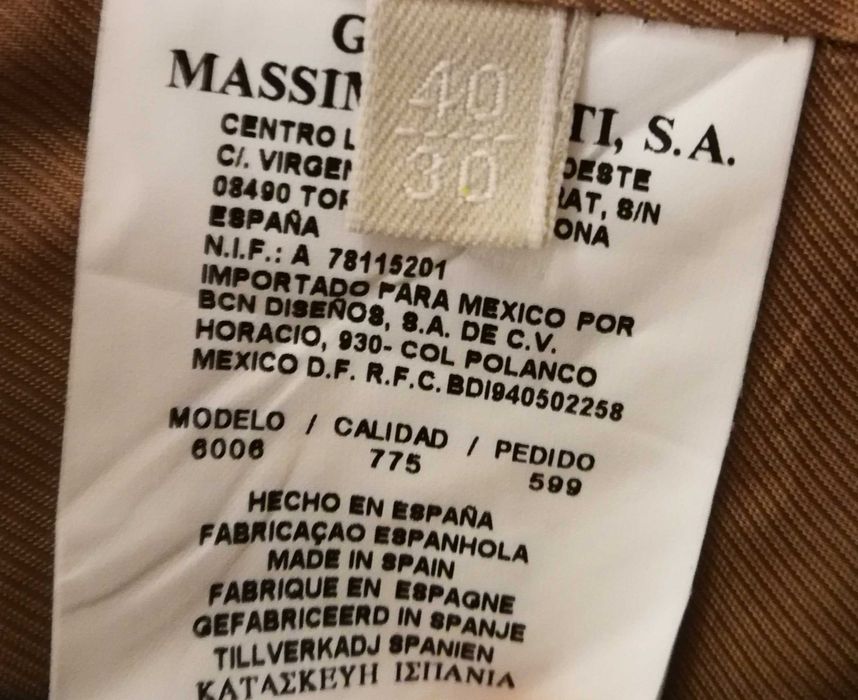 40
30
S.A.
CENTRO
C/. VIRGEN
S/N
08490
ESPAÑA
N.I.F.: A 78115201
IMPORTADO PARA MEXICO POR
BCN DISEÑOS, S.A. DE C.V.
HORACIO, 930- COL POLANCO
MEXICO D.F. R.F.C. BDI940502258
MODELO / CALIDAD / PEDIDO
6006 775 599
HECHO EN ESPAÑA
FABRICAÇAO ESPANHOLA
MADE IN SPAIN
FABRIQUE EN ESPAGNE
GEFABRICEERD IN SPANJE
TILLVERKADJ SPANIEN
ΚΑΤΑΣΚΕΥΗ ΙΣΠΑΝΙΑ